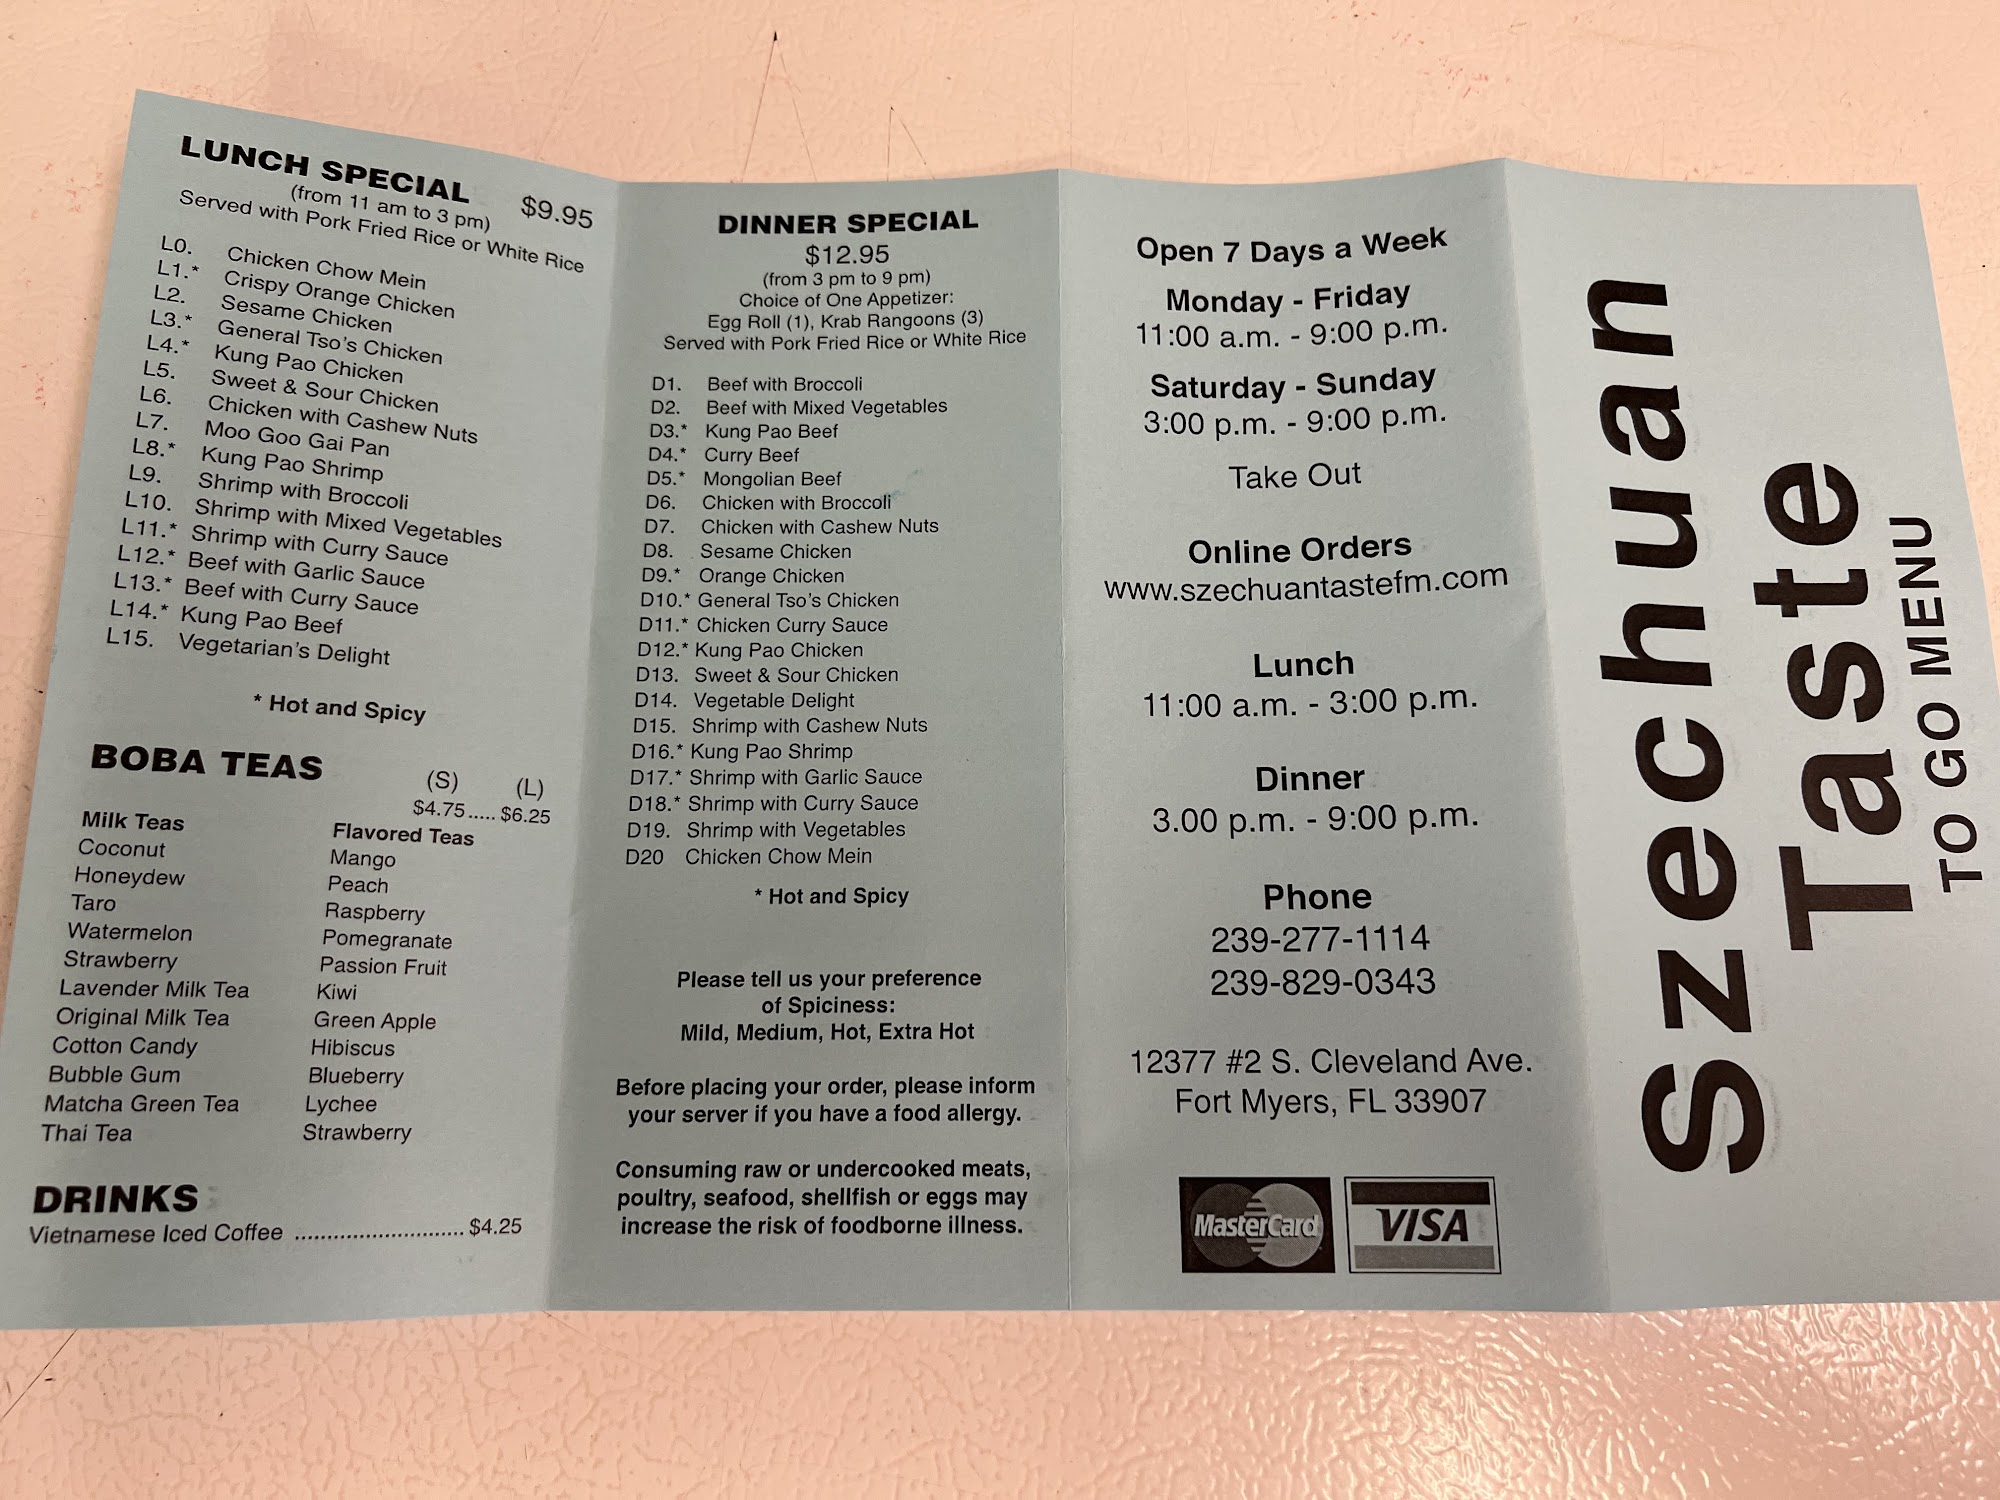 LUNCH SPECIAL $9.95
(from 11 am to 3 pm)
Served with Pork Fried Rice or White Rice
L0. Chicken Chow Mein
L1.* Crispy Orange Chicken
L2. Sesame Chicken
L3.* General Tso's Chicken
L4.* Kung Pao Chicken
L5. Sweet & Sour Chicken
L6. Chicken with Cashew Nuts
L7. Moo Goo Gai Pan
L8.* Kung Pao Shrimp
L9. Shrimp with Broccoli
L10. Shrimp with Mixed Vegetables
L11.* Shrimp with Curry Sauce
L12.* Beef with Garlic Sauce
L13.* Beef with Curry Sauce
L14.* Kung Pao Beef
L15. Vegetarian's Delight
* Hot and Spicy
BOBA TEAS (S) (L)
$4.75 ..... $6.25
Milk Teas
Coconut
Honeydew
Taro
Watermelon
Strawberry
Lavender Milk Tea
Original Milk Tea
Cotton Candy
Bubble Gum
Matcha Green Tea
Thai Tea
Flavored Teas
Mango
Peach
Raspberry
Pomegranate
Passion Fruit
Kiwi
Green Apple
Hibiscus
Blueberry
Lychee
Strawberry
DRINKS
Vietnamese Iced Coffee ........................... $4.25
DINNER SPECIAL
$12.95
(from 3 pm to 9 pm)
Choice of One Appetizer:
Egg Roll (1), Krab Rangoons (3)
Served with Pork Fried Rice or White Rice
D1. Beef with Broccoli
D2. Beef with Mixed Vegetables
D3.* Kung Pao Beef
D4.* Curry Beef
D5.* Mongolian Beef
D6. Chicken with Broccoli
D7. Chicken with Cashew Nuts
D8. Sesame Chicken
D9.* Orange Chicken
D10.* General Tso's Chicken
D11.* Chicken Curry Sauce
D12.* Kung Pao Chicken
D13. Sweet & Sour Chicken
D14. Vegetable Delight
D15. Shrimp with Cashew Nuts
D16.* Kung Pao Shrimp
D17.* Shrimp with Garlic Sauce
D18.* Shrimp with Curry Sauce
D19. Shrimp with Vegetables
D20 Chicken Chow Mein
* Hot and Spicy
Please tell us your preference
of Spiciness:
Mild, Medium, Hot, Extra Hot
Before placing your order, please inform
your server if you have a food allergy.
Consuming raw or undercooked meats,
poultry, seafood, shellfish or eggs may
increase the risk of foodborne illness.
Open 7 Days a Week
Monday - Friday
11:00 a.m. - 9:00 p.m.
Saturday - Sunday
3:00 p.m. - 9:00 p.m.
Take Out
Online Orders
www.szechuantastefm.com
Lunch
11:00 a.m. - 3:00 p.m.
Dinner
3.00 p.m. - 9:00 p.m.
Phone
239-277-1114
239-829-0343
12377 #2 S. Cleveland Ave.
Fort Myers, FL 33907
MasterCard VISA
Szechuan
Taste
TO GO MENU